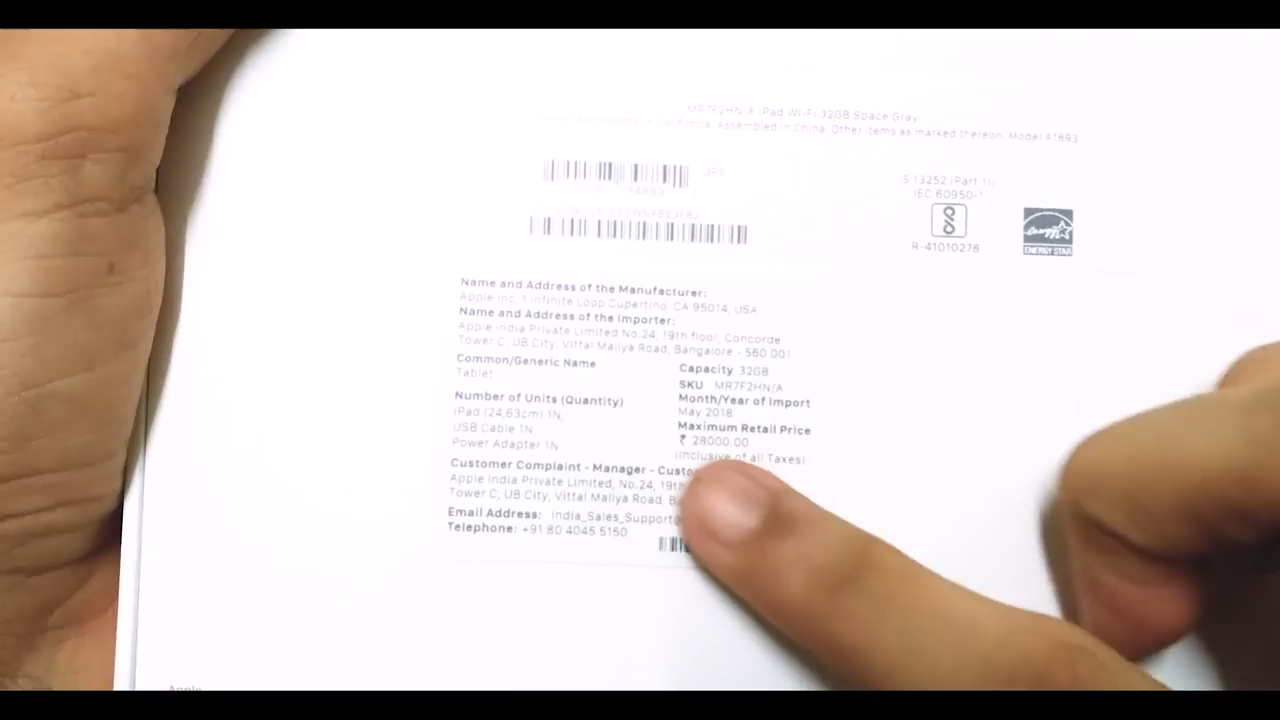 MR7F2HN/A iPad Wi-Fi 32GB Space Gray
in California. Assembled in China. Other items as marked thereon. Model A1893
UPC
IS 13252 (Part 1)
IEC 60950-1
R-41010278
energy
ENERGY STAR
Name and Address of the Manufacturer:
Apple Inc, 1 Infinite Loop Cupertino, CA 95014, USA
Name and Address of the Importer:
Apple India Private Limited No.24, 19th floor, Concorde
Tower C, UB City, Vittal Mallya Road, Bangalore - 560 001
Common/Generic Name
Tablet
Number of Units (Quantity)
iPad (24,63cm) 1N,
USB Cable 1N,
Power Adapter 1N
Capacity 32GB
SKU MR7F2HN/A
Month/Year of Import
May 2018
Maximum Retail Price
₹ 28000.00
(Inclusive of all Taxes)
Customer Complaint - Manager - Custo
Apple India Private Limited, No.24, 19th
Tower C, UB City, Vittal Mallya Road, B
Email Address: India_Sales_Support@
Telephone: +91 80 4045 5150
Apple